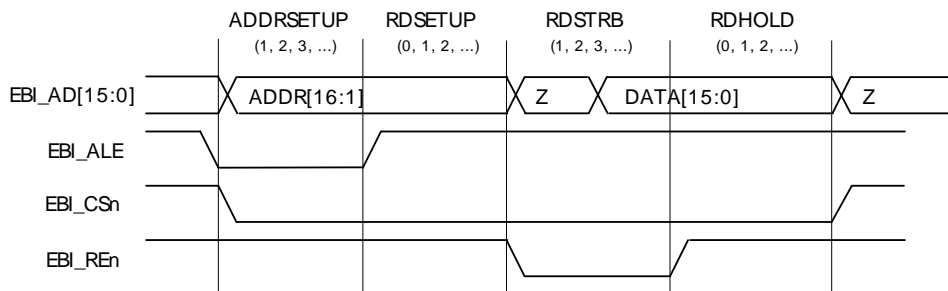 ADDRSETUP RDSETUP RDSTRB RDHOLD
(1, 2, 3, ...) (0, 1, 2, ...) (1, 2, 3, ...) (0, 1, 2, ...)
EBI_AD[15:0] ADDR[16:1] Z DATA[15:0] Z
EBI_ALE
EBI_CSn
EBI_REn